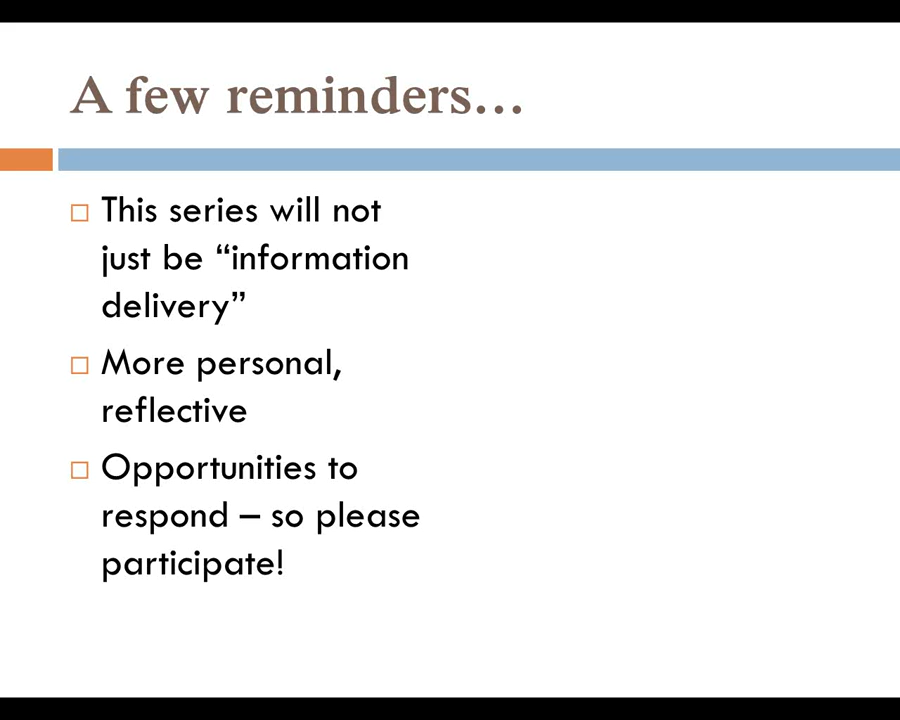 A few reminders…
This series will not
just be “information
delivery”
More personal,
reflective
Opportunities to
respond – so please
participate!